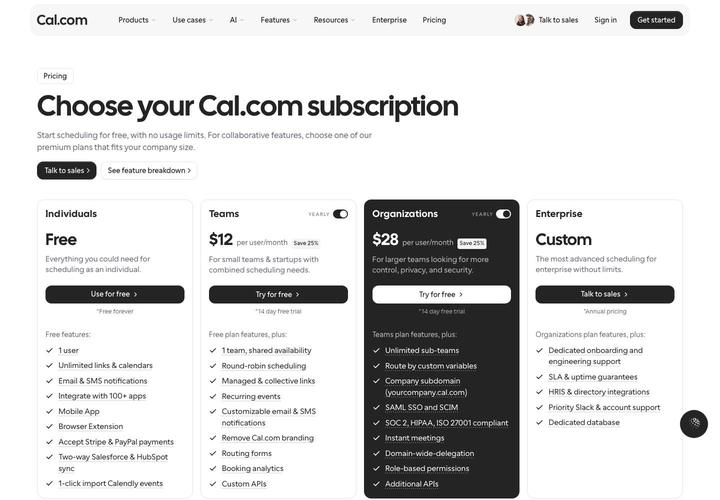 Cal.com
Products
Use cases
AI
Features
Resources
Enterprise
Pricing
Talk to sales
Sign in
Get started
Pricing
Choose your Cal.com subscription
Start scheduling for free, with no usage limits. For collaborative features, choose one of our
premium plans that fits your company size.
Talk to sales
See feature breakdown
Individuals
Free
Everything you could need for
scheduling as an individual.
Use for free
*Free forever
Free features:
1 user
Unlimited links & calendars
Email & SMS notifications
Integrate with 100+ apps
Mobile App
Browser Extension
Accept Stripe & PayPal payments
Two-way Salesforce & HubSpot
sync
1-click import Calendly events
Teams
YEARLY
$12 per user/month Save 25%
For small teams & startups with
combined scheduling needs.
Try for free
*14 day free trial
Free plan features, plus:
1 team, shared availability
Round-robin scheduling
Managed & collective links
Recurring events
Customizable email & SMS
notifications
Remove Cal.com branding
Routing forms
Booking analytics
Custom APIs
Organizations
YEARLY
$28 per user/month Save 25%
For larger teams looking for more
control, privacy, and security.
Try for free
*14 day free trial
Teams plan features, plus:
Unlimited sub-teams
Route by custom variables
Company subdomain
(yourcompany.cal.com)
SAML SSO and SCIM
SOC 2, HIPAA, ISO 27001 compliant
Instant meetings
Domain-wide-delegation
Role-based permissions
Additional APIs
Enterprise
Custom
The most advanced scheduling for
enterprise without limits.
Talk to sales
*Annual pricing
Organizations plan features, plus:
Dedicated onboarding and
engineering support
SLA & uptime guarantees
HRIS & directory integrations
Priority Slack & account support
Dedicated database